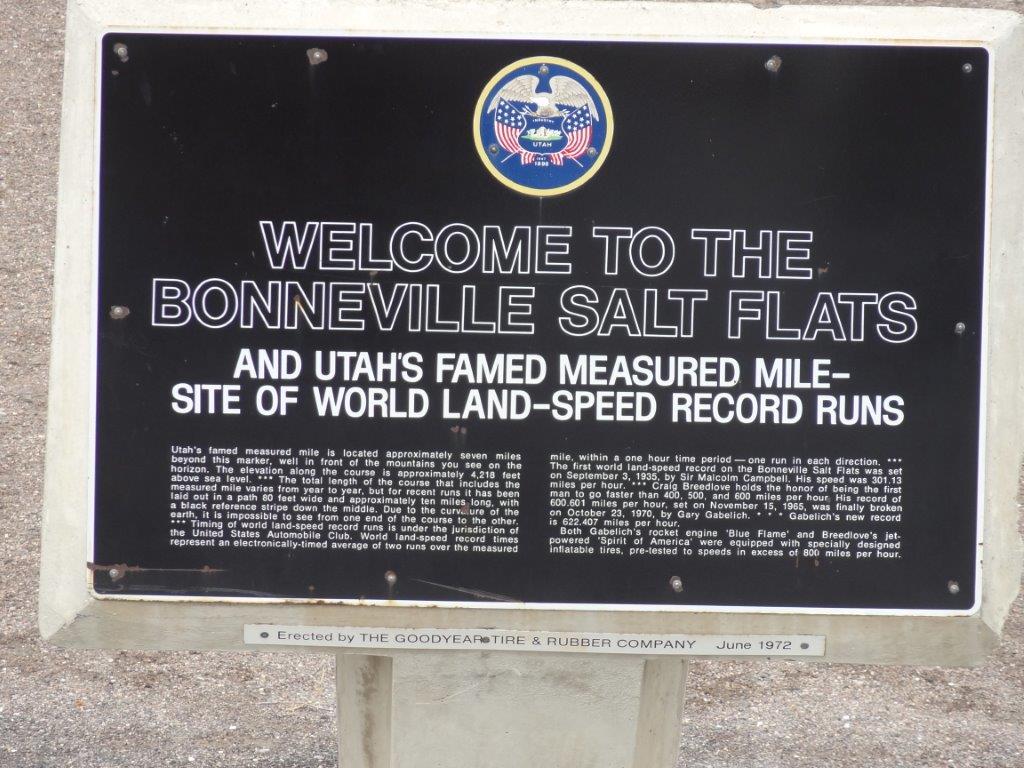 INDUSTRY
UTAH
1847
1896
WELCOME TO THE
BONNEVILLE SALT FLATS
AND UTAH'S FAMED MEASURED MILE-
SITE OF WORLD LAND-SPEED RECORD RUNS
Utah's famed measured mile is located approximately seven miles
beyond this marker, well in front of the mountains you see on the
horizon. The elevation along the course is approximately 4,218 feet
above sea level. *** The total length of the course that includes the
measured mile varies from year to year, but for recent runs it has been
laid out in a path 80 feet wide and approximately ten miles long, with
a black reference stripe down the middle. Due to the curvature of the
earth, it is impossible to see from one end of the course to the other.
*** Timing of world land-speed record runs is under the jurisdiction of
the United States Automobile Club. World land-speed record times
represent an electronically-timed average of two runs over the measured
mile, within a one hour time period — one run in each direction. ***
The first world land-speed record on the Bonneville Salt Flats was set
on September 3, 1935, by Sir Malcolm Campbell. His speed was 301.13
miles per hour. *** Craig Breedlove holds the honor of being the first
man to go faster than 400, 500, and 600 miles per hour. His record of
600.601 miles per hour, set on November 15, 1965, was finally broken
on October 23, 1970, by Gary Gabelich. * * * Gabelich's new record
is 622.407 miles per hour.
Both Gabelich's rocket engine 'Blue Flame' and Breedlove's jet-
powered 'Spirit of America' were equipped with specially designed
inflatable tires, pre-tested to speeds in excess of 800 miles per hour.
Erected by THE GOODYEAR TIRE & RUBBER COMPANY June 1972